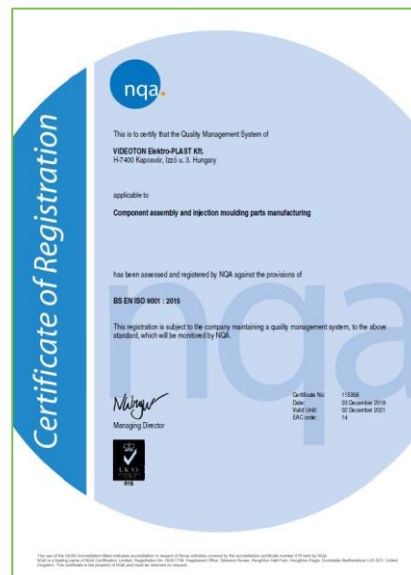 Certificate of Registration
nqa.
This is to certify that the Quality Management System of
VIDEOTON Elektro-PLAST Kft.
H-7400 Kaposvár, Izzó u. 3, Hungary
applicable to
Component assembly and injection moulding parts manufacturing
has been assessed and registered by NQA against the provisions of
BS EN ISO 9001 : 2015
This registration is subject to the company maintaining a quality management system, to the above
standard, which will be monitored by NQA.
nqa
Managing Director
Certificate No: 115356
Date: 03 December 2018
Valid Until: 02 December 2021
EAC code: 14
UKAS
015